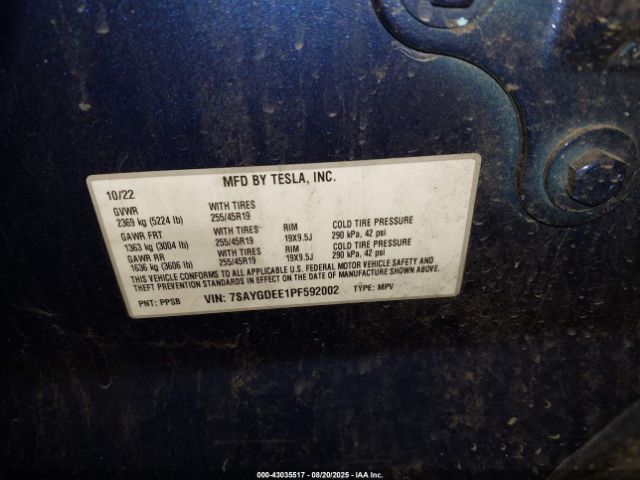 MFD BY TESLA, INC.
10/22
GVWR WITH TIRES
2369 kg (5224 lb) 255/45R19
GAWR FRT WITH TIRES RIM COLD TIRE PRESSURE
1363 kg (3004 lb) 255/45R19 19X9.5J 290 kPa, 42 psi
GAWR RR WITH TIRES RIM COLD TIRE PRESSURE
1636 kg (3606 lb) 255/45R19 19X9.5J 290 kPa, 42 psi
THIS VEHICLE CONFORMS TO ALL APPLICABLE U.S. FEDERAL MOTOR VEHICLE SAFETY AND
THEFT PREVENTION STANDARDS IN EFFECT ON THE DATE OF MANUFACTURE SHOWN ABOVE.
PNT: PPSB VIN: 7SAYGDEE1PF592002 TYPE: MPV
000-43035517 - 08/20/2025 - IAA Inc.